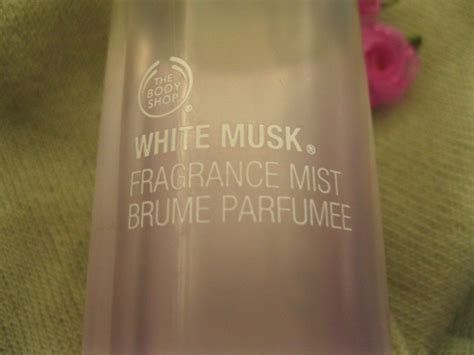 THE
BODY
SHOP®
WHITE MUSK®
FRAGRANCE MIST
BRUME PARFUMEE